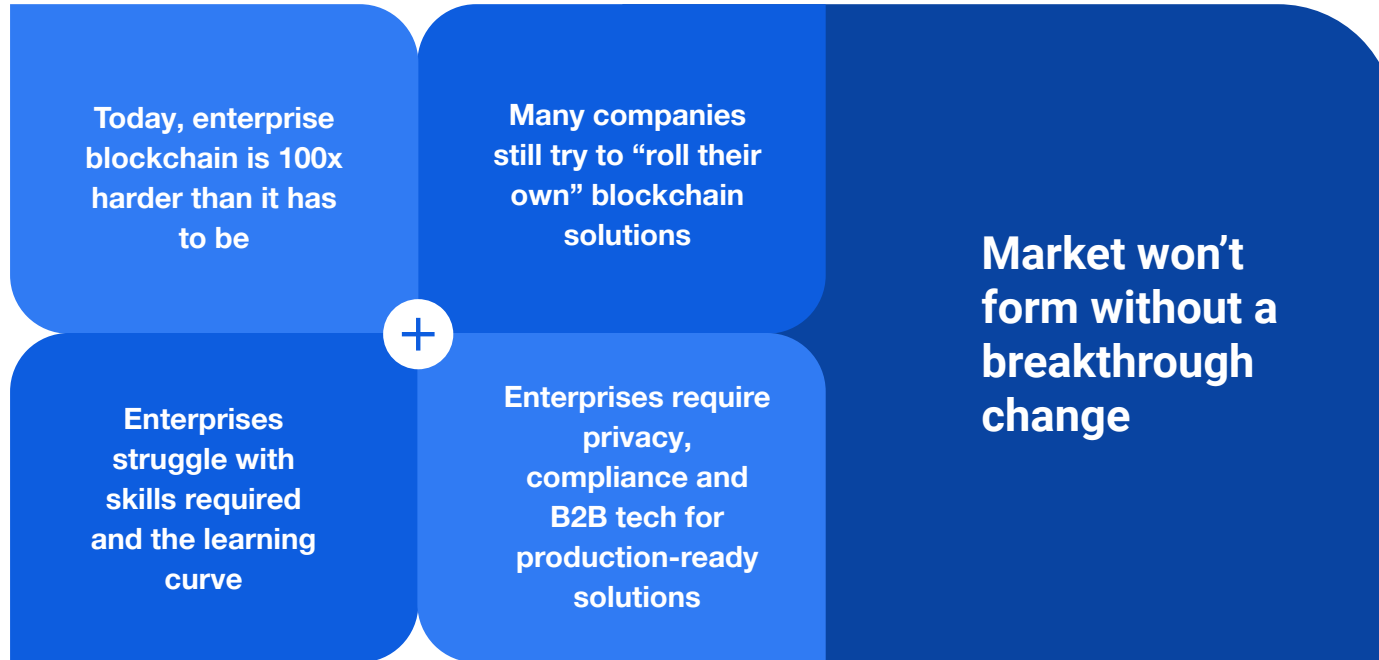 Today, enterprise
blockchain is 100x
harder than it has
to be
Many companies
still try to “roll their
own” blockchain
solutions
Enterprises
struggle with
skills required
and the learning
curve
Enterprises require
privacy,
compliance and
B2B tech for
production-ready
solutions
Market won’t
form without a
breakthrough
change